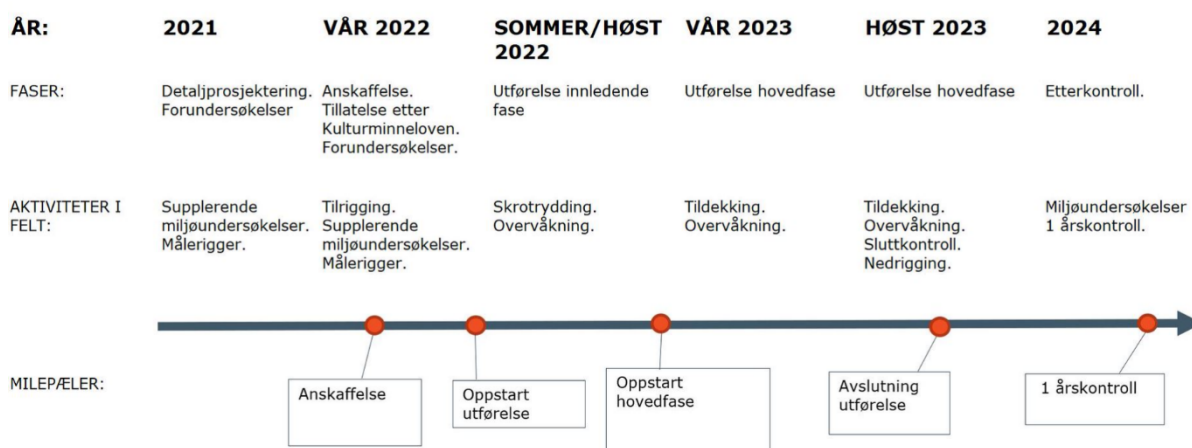 ÅR:
2021
VÅR 2022
SOMMER/HØST
2022
VÅR 2023
HØST 2023
2024
FASER:
Detaljprosjektering.
Forundersøkelser
Anskaffelse.
Tillatelse etter
Kulturminneloven.
Forundersøkelser.
Utførelse innledende
fase
Utførelse hovedfase
Utførelse hovedfase
Etterkontroll.
AKTIVITETER I
FELT:
Supplerende
miljøundersøkelser.
Målerigger.
Tilrigging.
Supplerende
miljøundersøkelser.
Målerigger.
Skrotrydding.
Overvåkning.
Tildekking.
Overvåkning.
Tildekking.
Overvåkning.
Sluttkontroll.
Nedrigging.
Miljøundersøkelser
1 årskontroll.
MILEPÆLER:
Anskaffelse
Oppstart
utførelse
Oppstart
hovedfase
Avslutning
utførelse
1 årskontroll